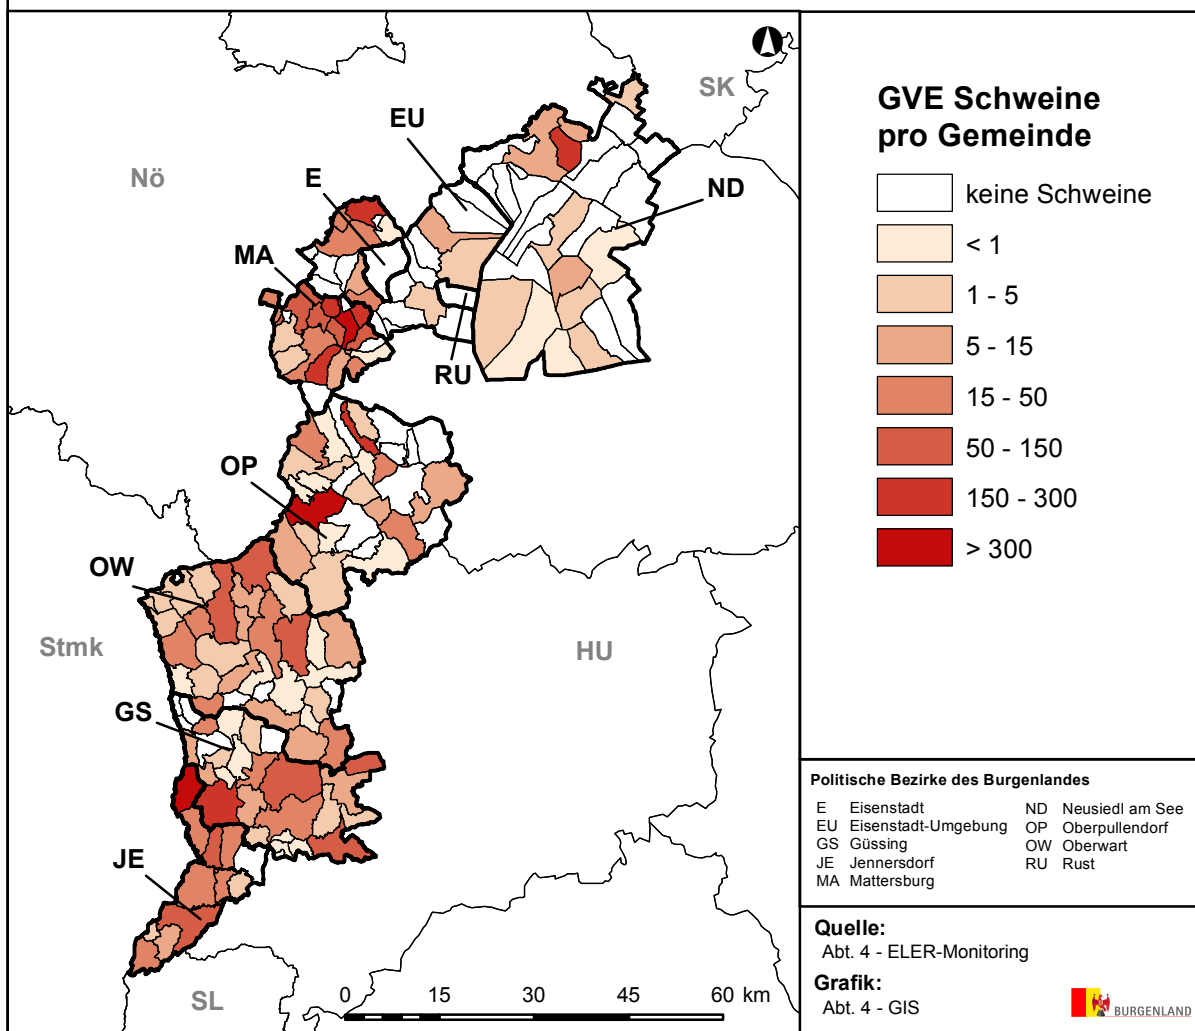 SK
EU
Nö
E
ND
MA
RU
OP
OW
Stmk
HU
GS
JE
SL
0 15 30 45 60 km
GVE Schweine
pro Gemeinde
keine Schweine
< 1
1 - 5
5 - 15
15 - 50
50 - 150
150 - 300
> 300
Politische Bezirke des Burgenlandes
E Eisenstadt
EU Eisenstadt-Umgebung
GS Güssing
JE Jennersdorf
MA Mattersburg
ND Neusiedl am See
OP Oberpullendorf
OW Oberwart
RU Rust
Quelle:
Abt. 4 - ELER-Monitoring
Grafik:
Abt. 4 - GIS
BURGENLAND